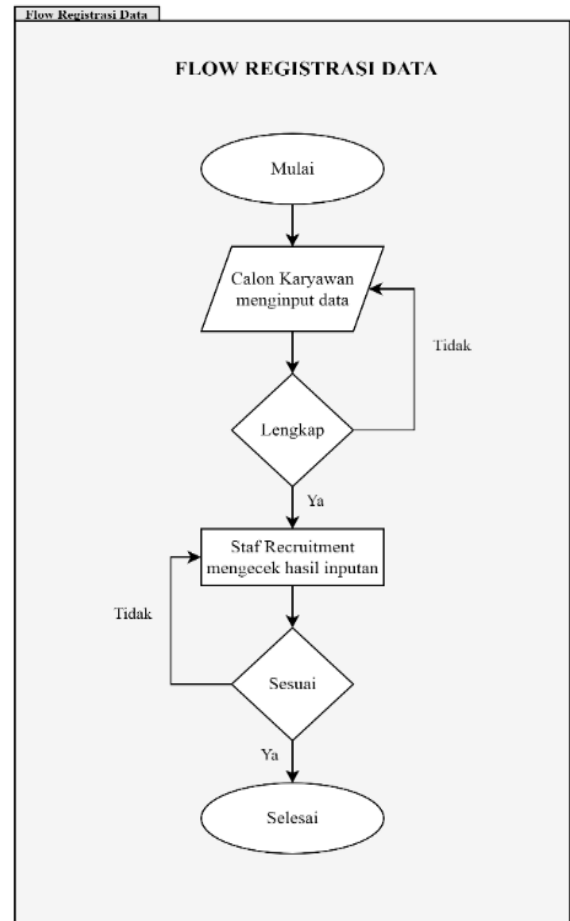 Flow Registrasi Data
FLOW REGISTRASI DATA
Mulai
Calon Karyawan
menginput data
Tidak
Lengkap
Ya
Staf Recruitment
mengecek hasil inputan
Tidak
Sesuai
Ya
Selesai